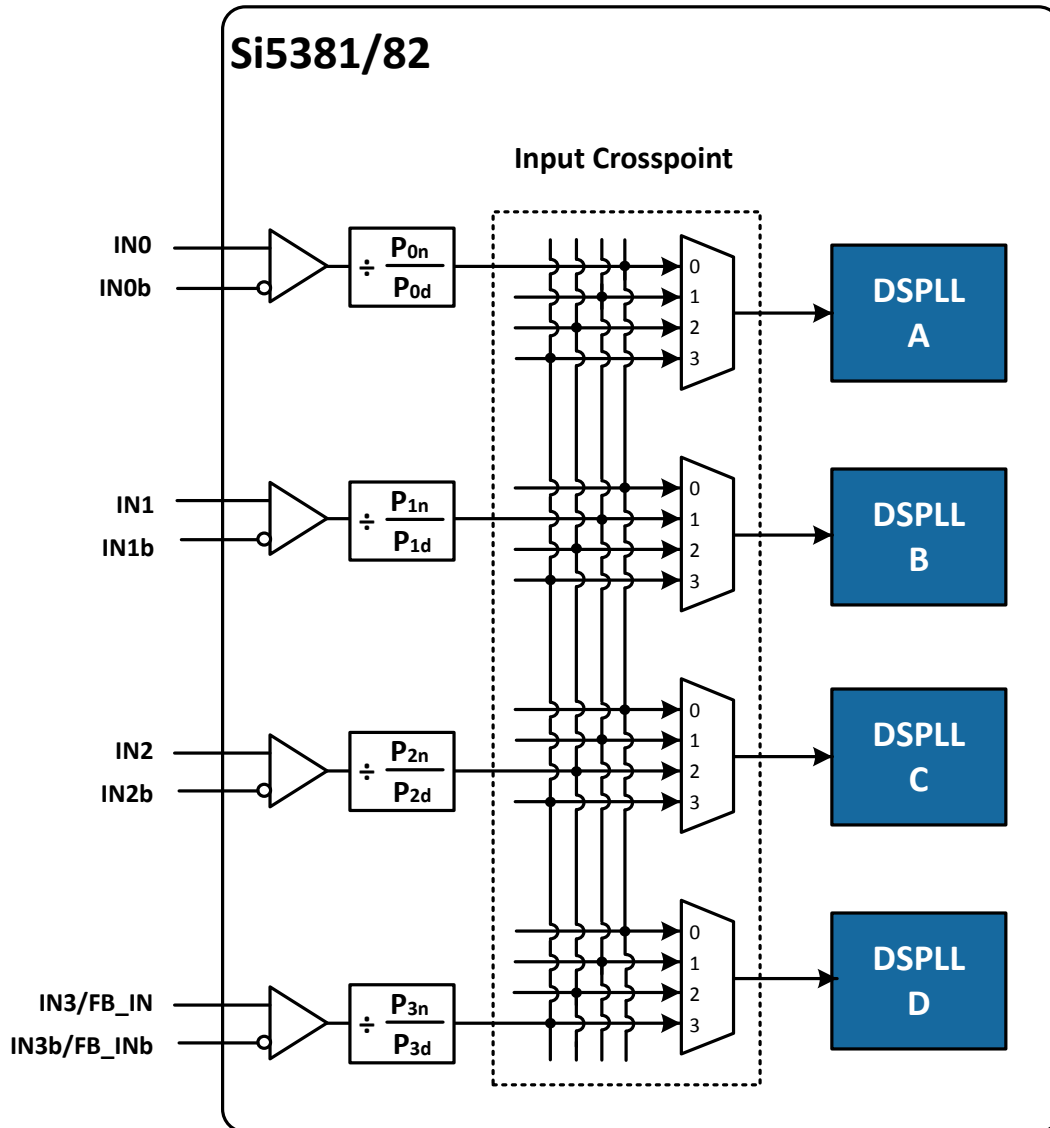 Si5381/82
Input Crosspoint
IN0
IN0b
÷ P0n
P0d
0
1
2
3
DSPLL
A
IN1
IN1b
÷ P1n
P1d
0
1
2
3
DSPLL
B
IN2
IN2b
÷ P2n
P2d
0
1
2
3
DSPLL
C
IN3/FB_IN
IN3b/FB_INb
÷ P3n
P3d
0
1
2
3
DSPLL
D